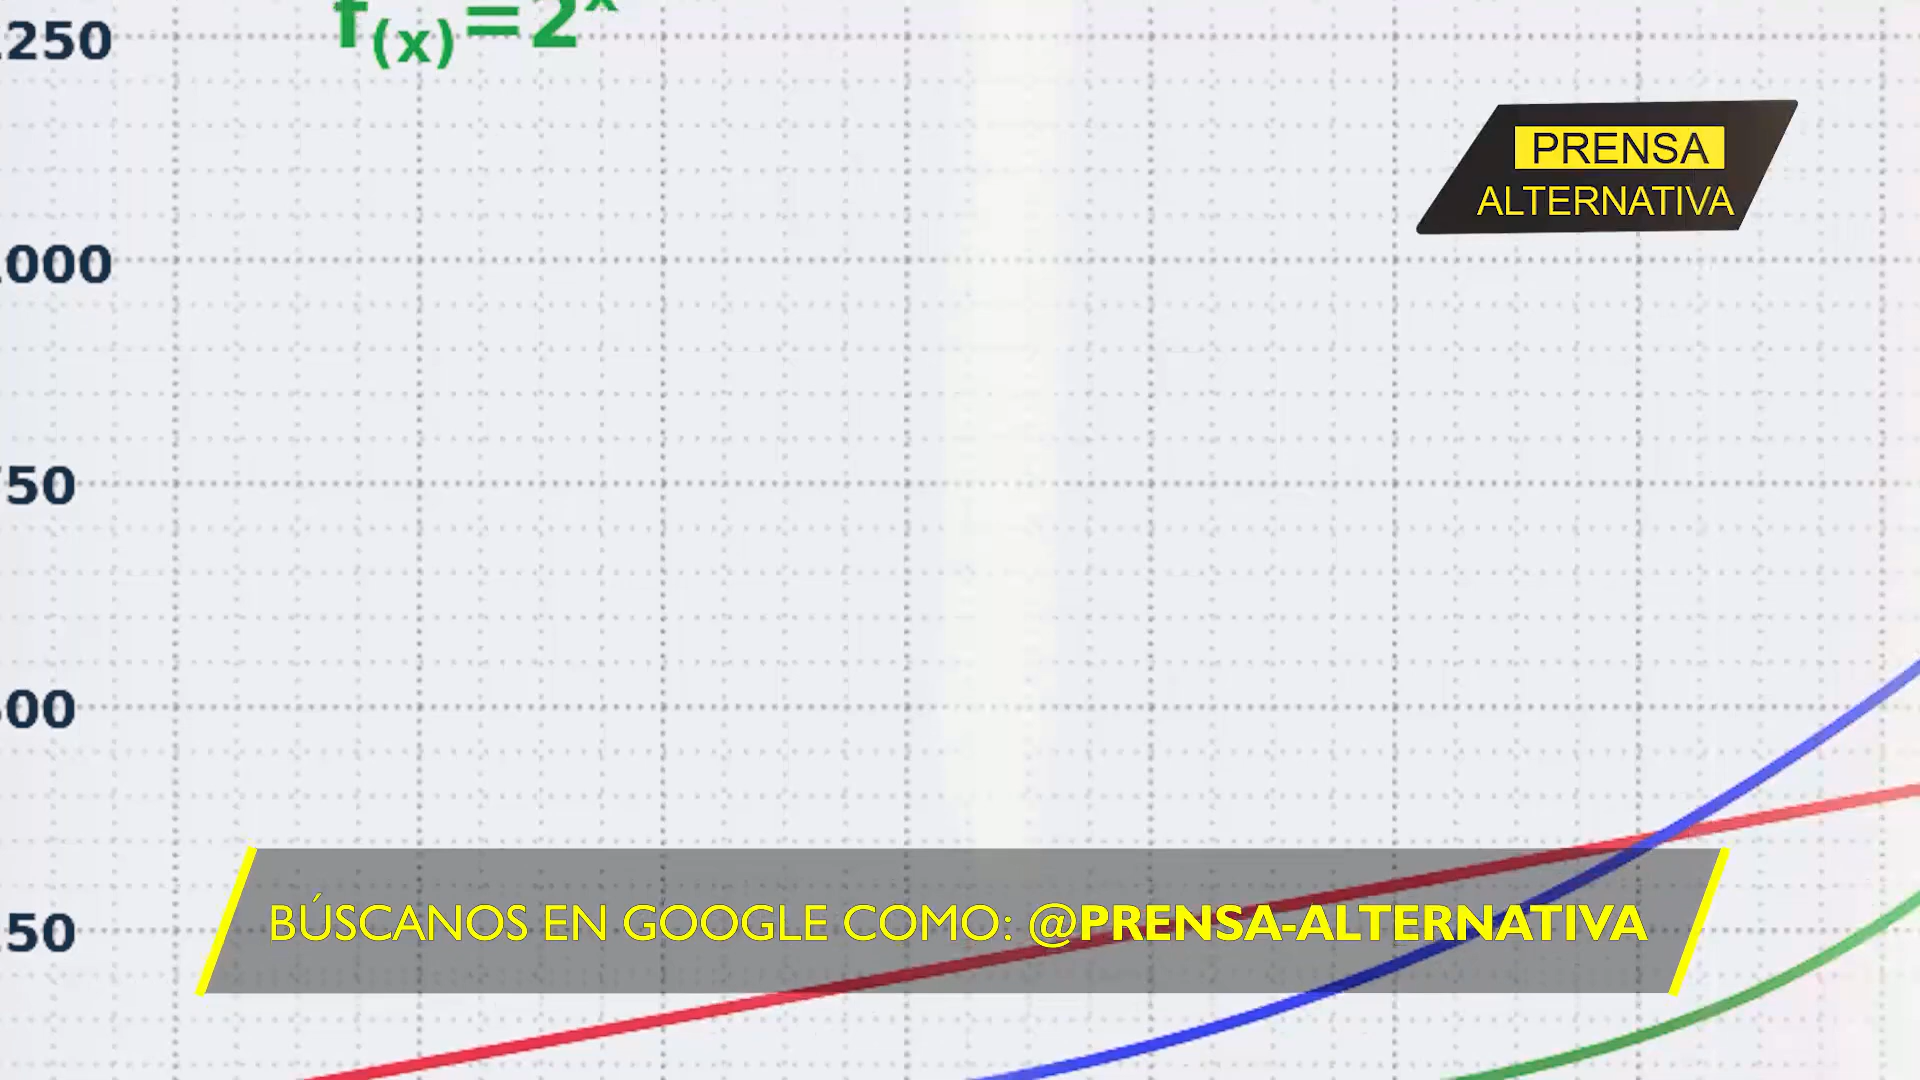 f(x)=2ˣ
250
PRENSA
ALTERNATIVA
000
50
00
BÚSCANOS EN GOOGLE COMO: @PRENSA-ALTERNATIVA
50